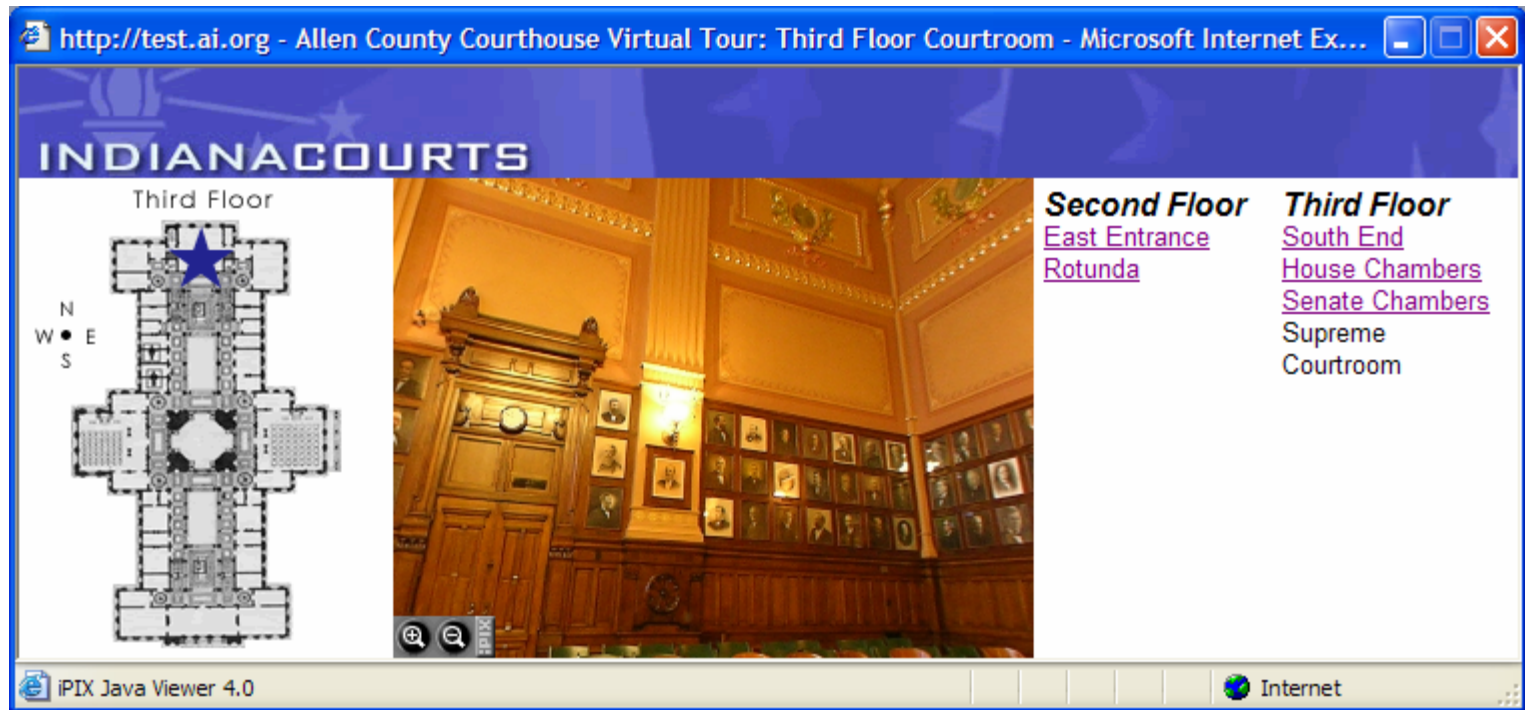 http://test.ai.org - Allen County Courthouse Virtual Tour: Third Floor Courtroom - Microsoft Internet Ex...
INDIANACOURTS
Third Floor
N
W E
S
iPIX
Second Floor
East Entrance
Rotunda
Third Floor
South End
House Chambers
Senate Chambers
Supreme
Courtroom
iPIX Java Viewer 4.0
Internet